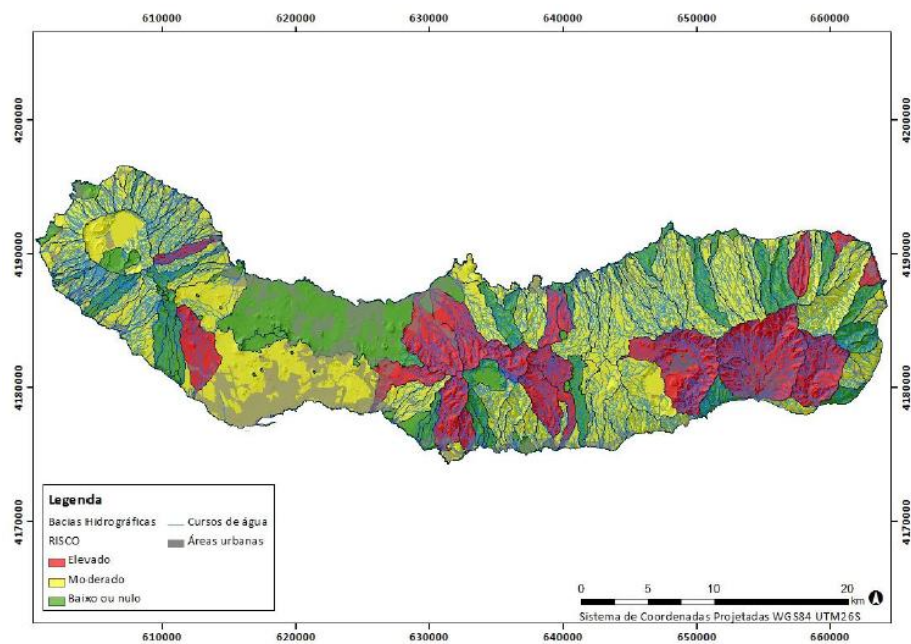 610000 620000 630000 640000 650000 660000
4200000 4200000
4190000 4190000
4180000 4180000
4170000 4170000
Legenda
Bacias Hidrográficas Cursos de água
RISCO Áreas urbanas
Elevado
Moderado
Baixo ou nulo
0 5 10 20
km
Sistema de Coordenadas Projetadas WGS84 UTM26S
610000 620000 630000 640000 650000 660000